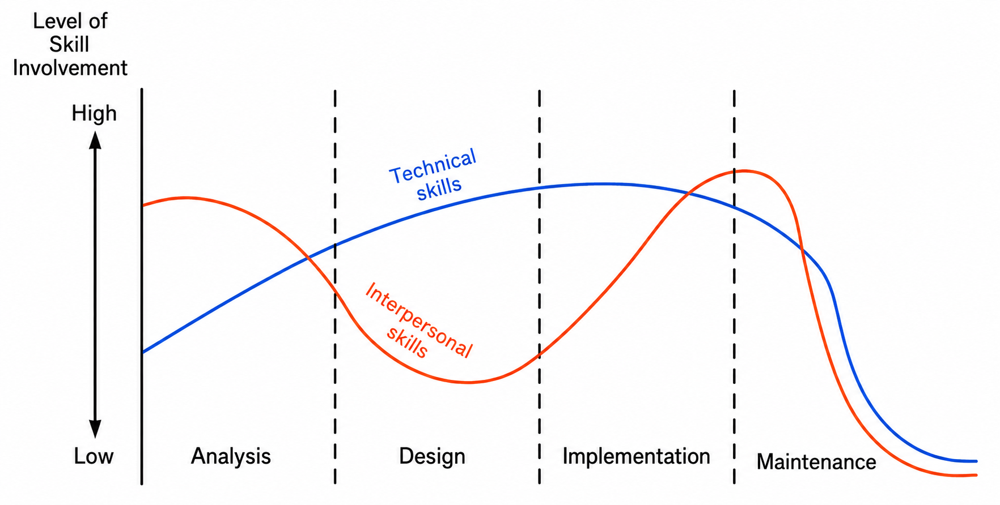 Level of
Skill
Involvement
High
Technical
skills
Interpersonal
skills
Low
Analysis
Design
Implementation
Maintenance